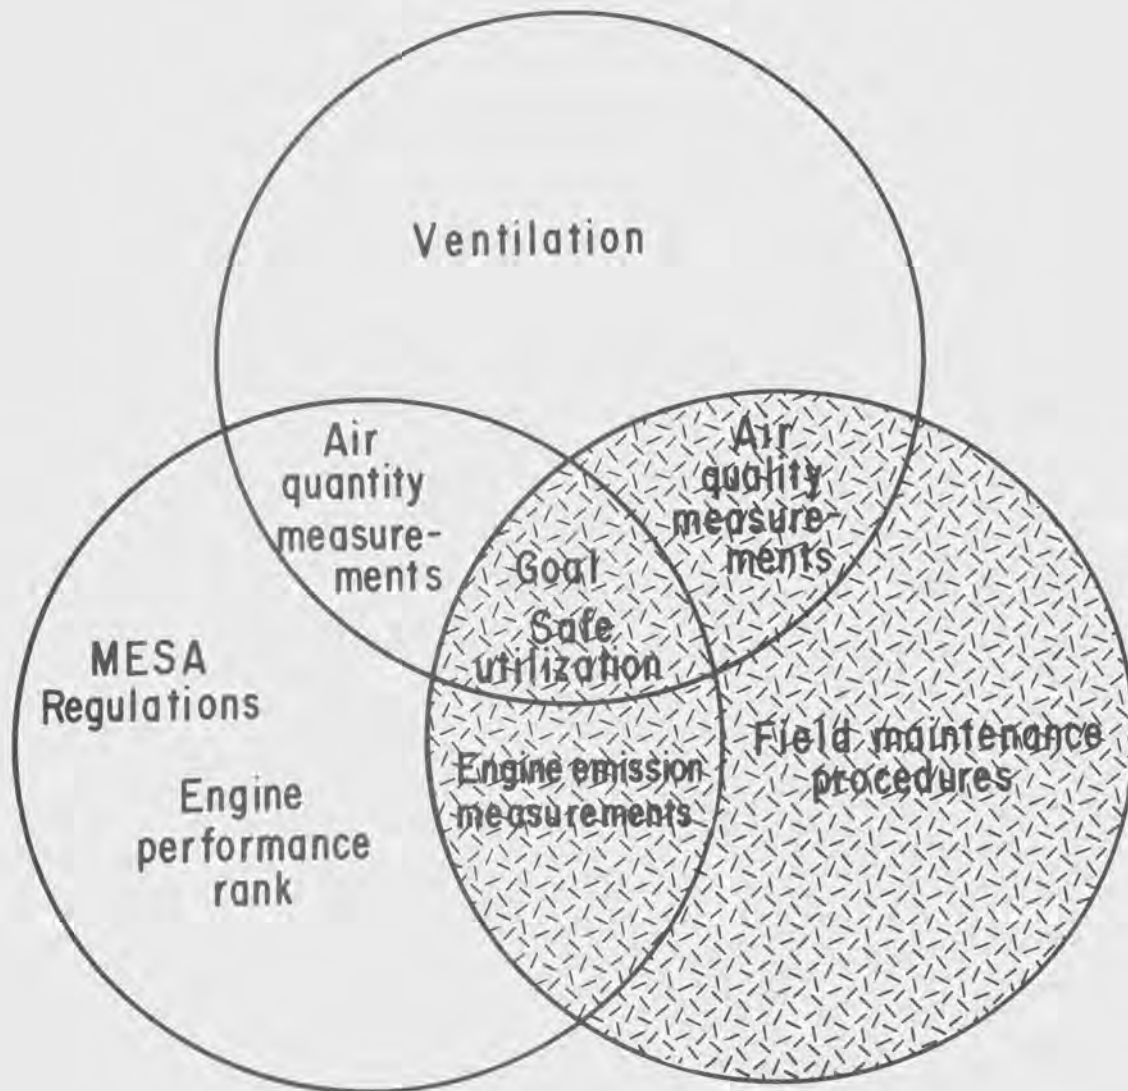 Ventilation
Air
quantity
measure-
ments
Air
quality
measure-
ments
Goal
Safe
utilization
MESA
Regulations
Engine
performance
rank
Engine emission
measurements
Field maintenance
procedures